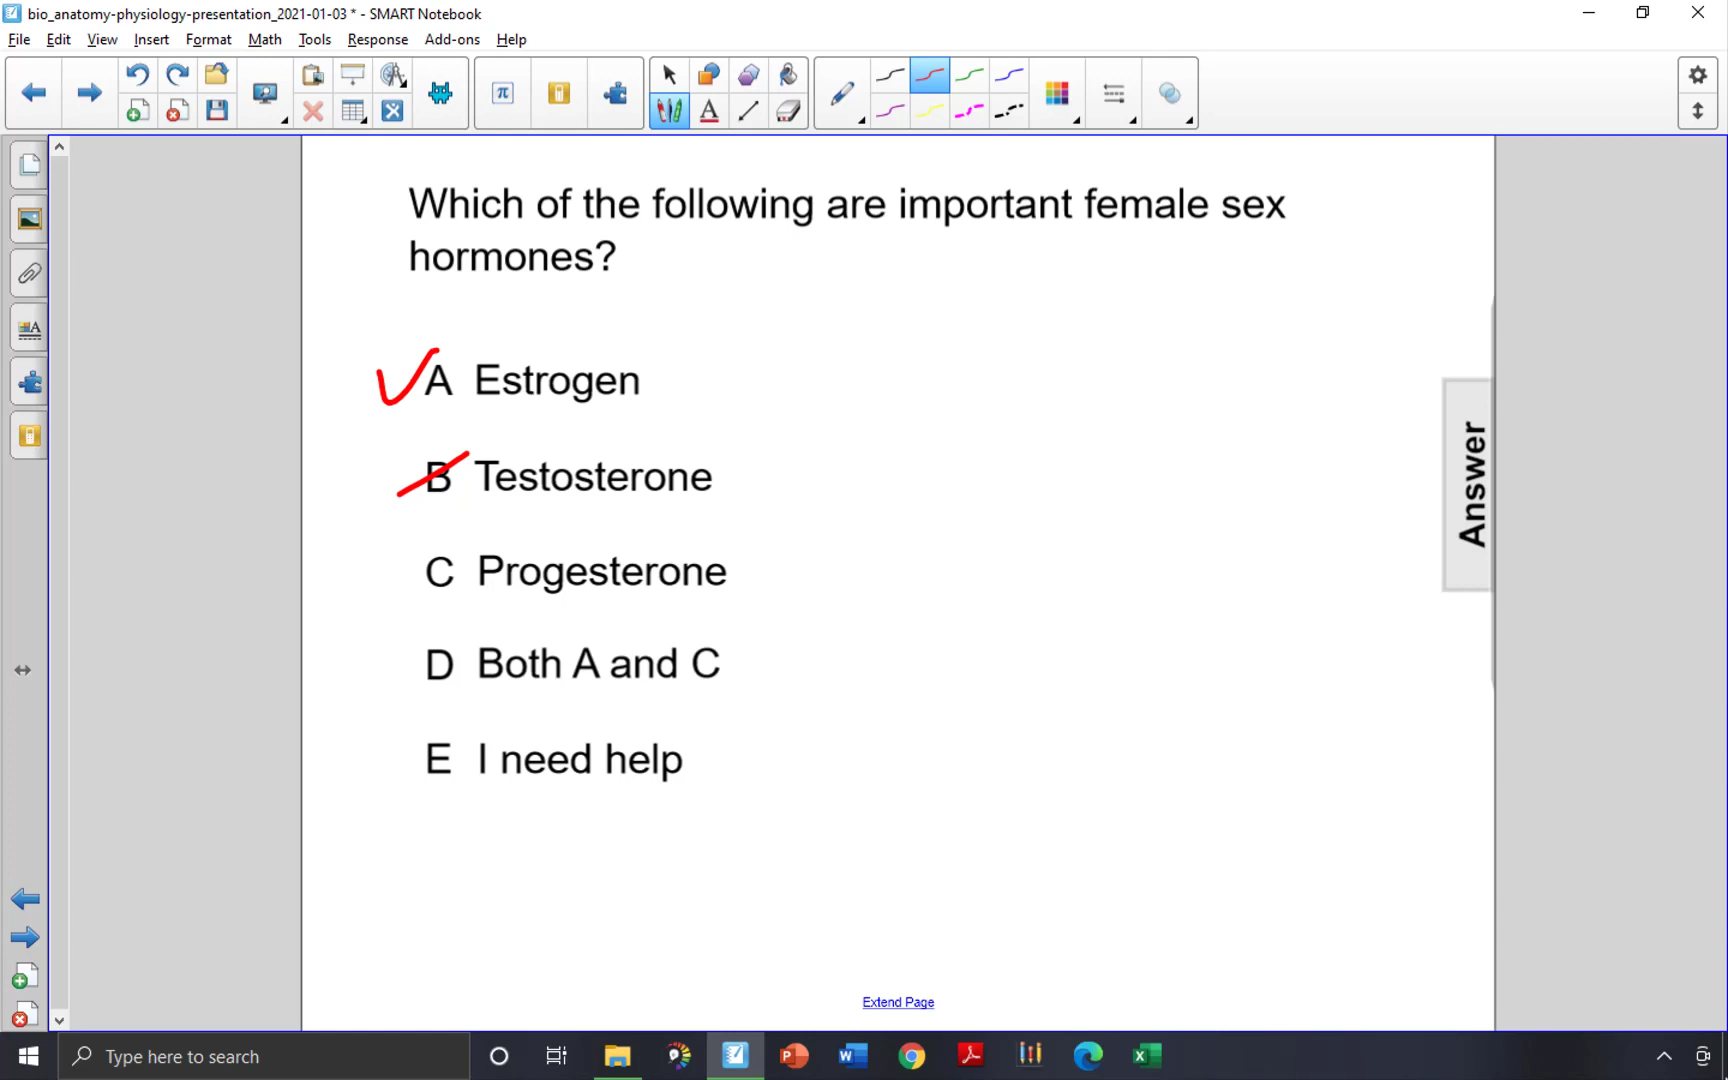 bio_anatomy-physiology-presentation_2021-01-03 * - SMART Notebook
File Edit View Insert Format Math Tools Response Add-ons Help
Which of the following are important female sex
hormones?
A Estrogen
B Testosterone
C Progesterone
D Both A and C
E I need help
Answer
Extend Page
Type here to search